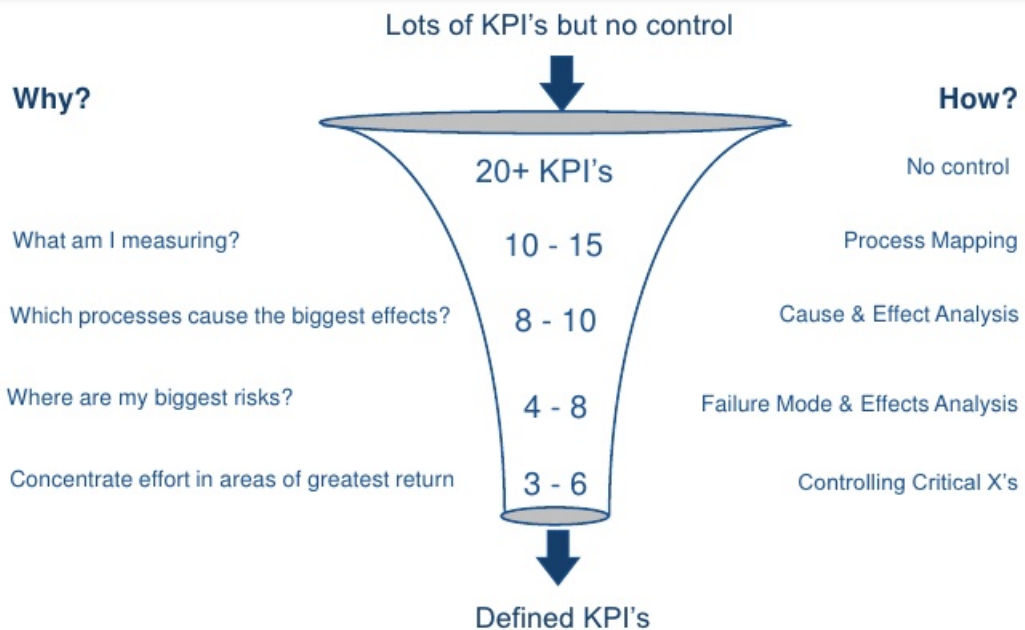 Lots of KPI's but no control
Why?
How?
20+ KPI's
No control
What am I measuring?
10 - 15
Process Mapping
Which processes cause the biggest effects?
8 - 10
Cause & Effect Analysis
Where are my biggest risks?
4 - 8
Failure Mode & Effects Analysis
Concentrate effort in areas of greatest return
3 - 6
Controlling Critical X's
Defined KPI's